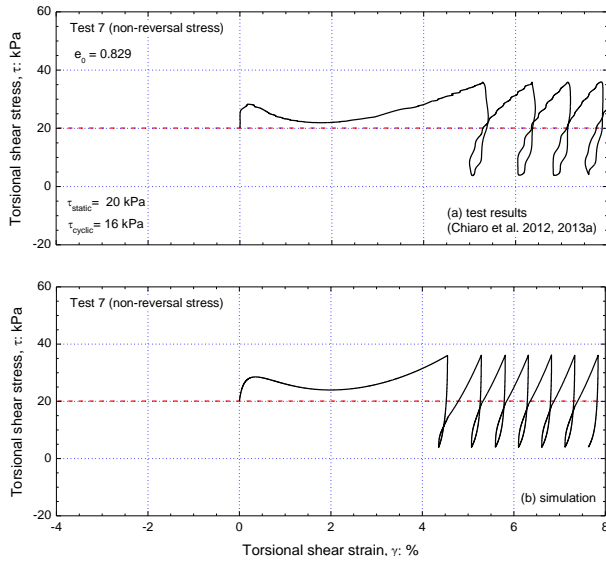 Test 7 (non-reversal stress)
e0 = 0.829
Torsional shear stress, τ: kPa
60
40
20
0
-20
τstatic= 20 kPa
τcyclic= 16 kPa
(a) test results
(Chiaro et al. 2012, 2013a)
Test 7 (non-reversal stress)
Torsional shear stress, τ: kPa
60
40
20
0
-20
(b) simulation
-4 -2 0 2 4 6 8
Torsional shear strain, γ: %